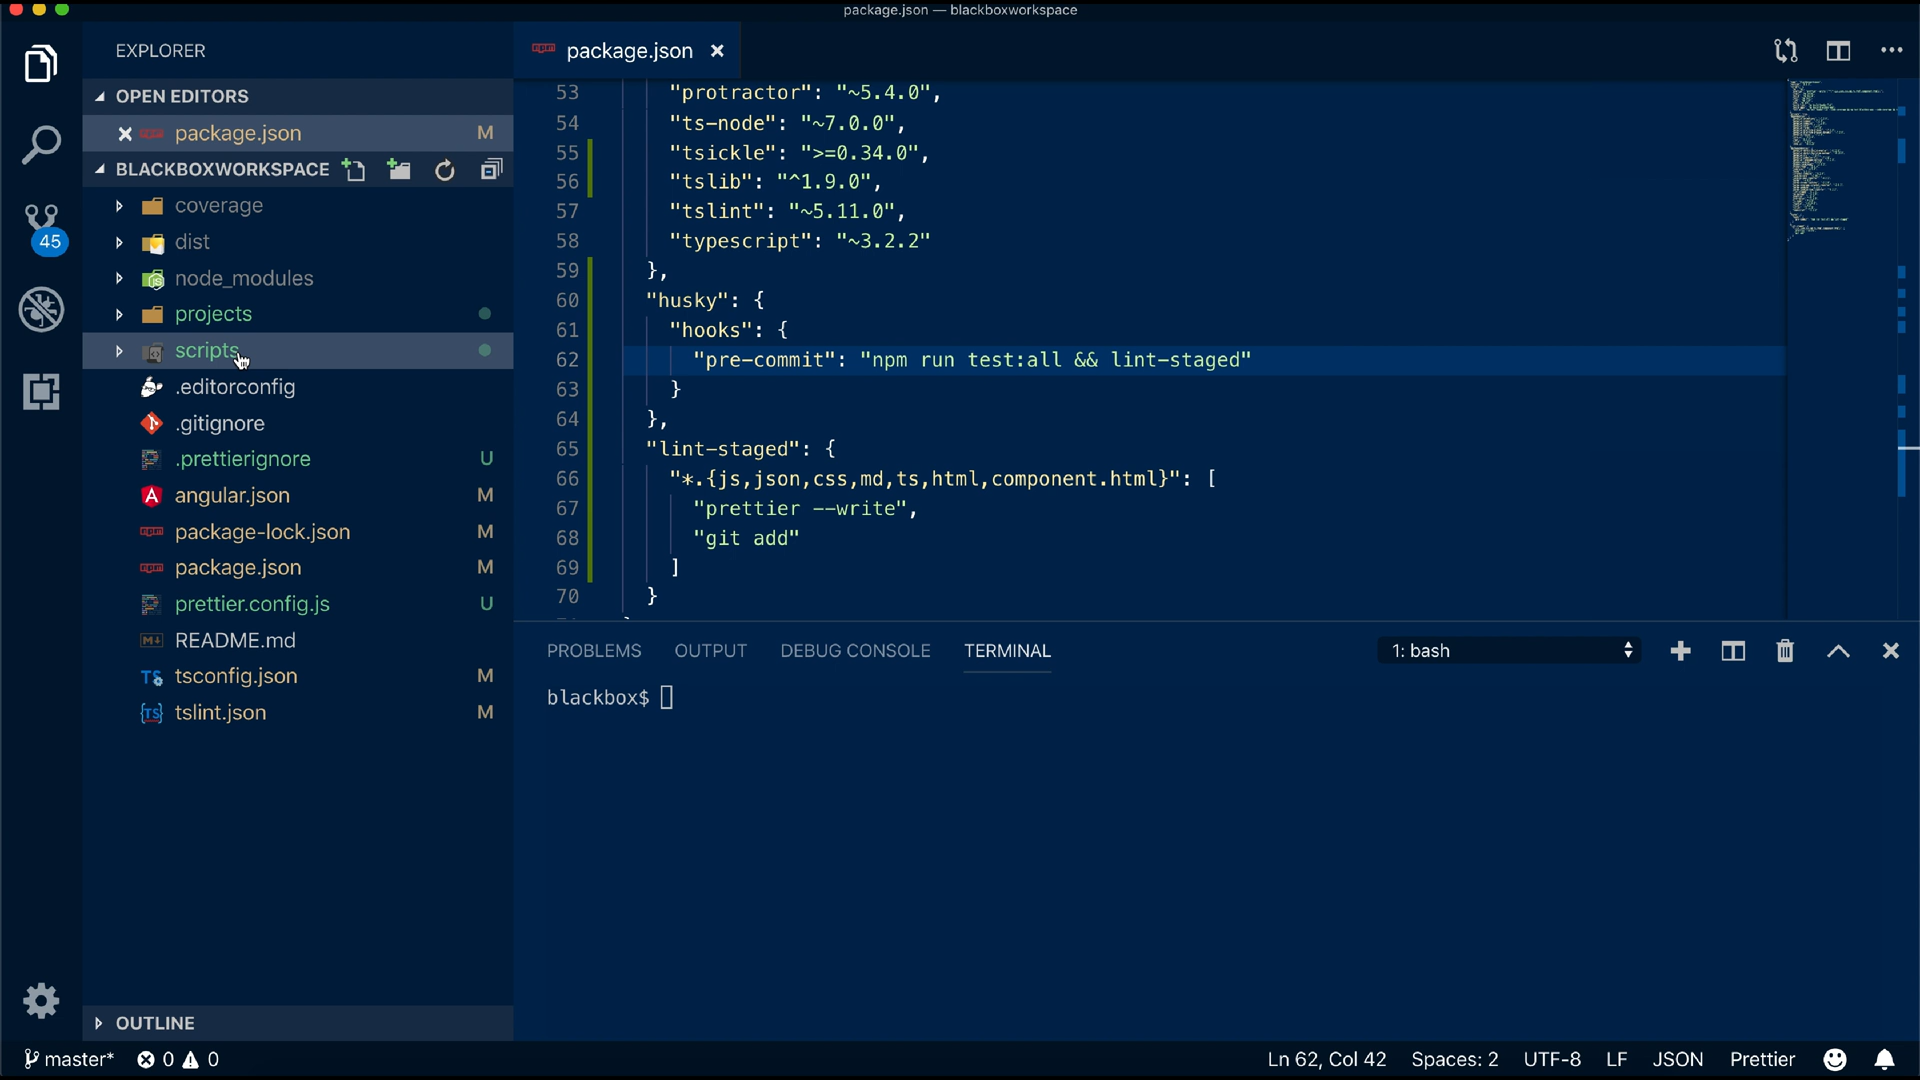 package.json — blackboxworkspace
EXPLORER
OPEN EDITORS
package.json M
BLACKBOXWORKSPACE
coverage
dist
node_modules
projects
scripts
.editorconfig
.gitignore
.prettierignore U
angular.json M
package-lock.json M
package.json M
prettier.config.js U
README.md
tsconfig.json M
tslint.json M
OUTLINE
45
package.json
53 "protractor": "~5.4.0",
54 "ts-node": "~7.0.0",
55 "tsickle": ">=0.34.0",
56 "tslib": "^1.9.0",
57 "tslint": "~5.11.0",
58 "typescript": "~3.2.2"
59 },
60 "husky": {
61 "hooks": {
62 "pre-commit": "npm run test:all && lint-staged"
63 }
64 },
65 "lint-staged": {
66 "*.{js,json,css,md,ts,html,component.html}": [
67 "prettier --write",
68 "git add"
69 ]
70 }
PROBLEMS OUTPUT DEBUG CONSOLE TERMINAL 1: bash
blackbox$
master* 0 0 Ln 62, Col 42 Spaces: 2 UTF-8 LF JSON Prettier